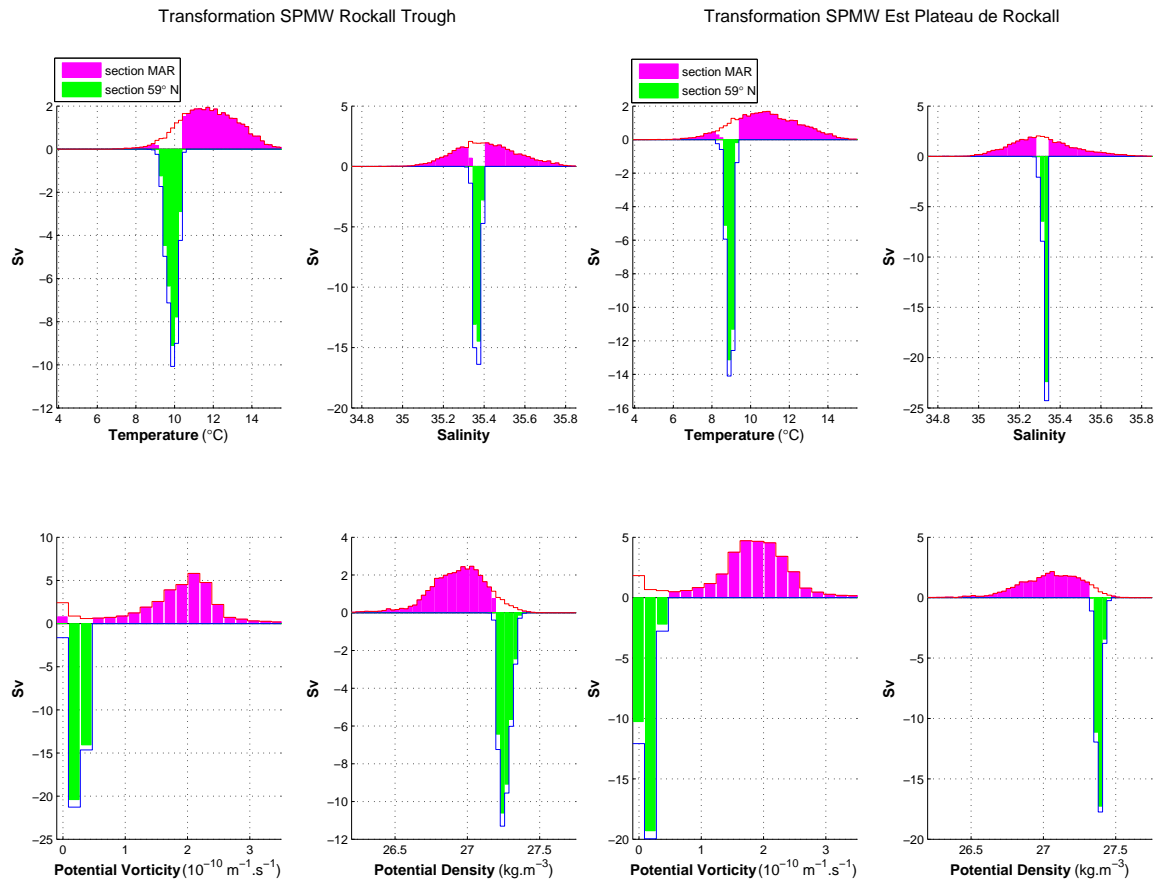 Transformation SPMW Rockall Trough
Transformation SPMW Est Plateau de Rockall
section MAR
section 59° N
section MAR
section 59° N
2
0
−2
−4
−6
−8
−10
−12
Sv
4 6 8 10 12 14
Temperature (°C)
5
0
−5
−10
−15
−20
Sv
34.8 35 35.2 35.4 35.6 35.8
Salinity
2
0
−2
−4
−6
−8
−10
−12
−14
−16
Sv
4 6 8 10 12 14
Temperature (°C)
5
0
−5
−10
−15
−20
−25
Sv
34.8 35 35.2 35.4 35.6 35.8
Salinity
10
5
0
−5
−10
−15
−20
−25
Sv
0 1 2 3
Potential Vorticity (10⁻¹⁰ m⁻¹.s⁻¹)
4
2
0
−2
−4
−6
−8
−10
−12
Sv
26.5 27 27.5
Potential Density (kg.m⁻³)
5
0
−5
−10
−15
−20
Sv
0 1 2 3
Potential Vorticity (10⁻¹⁰ m⁻¹.s⁻¹)
5
0
−5
−10
−15
−20
Sv
26.5 27 27.5
Potential Density (kg.m⁻³)